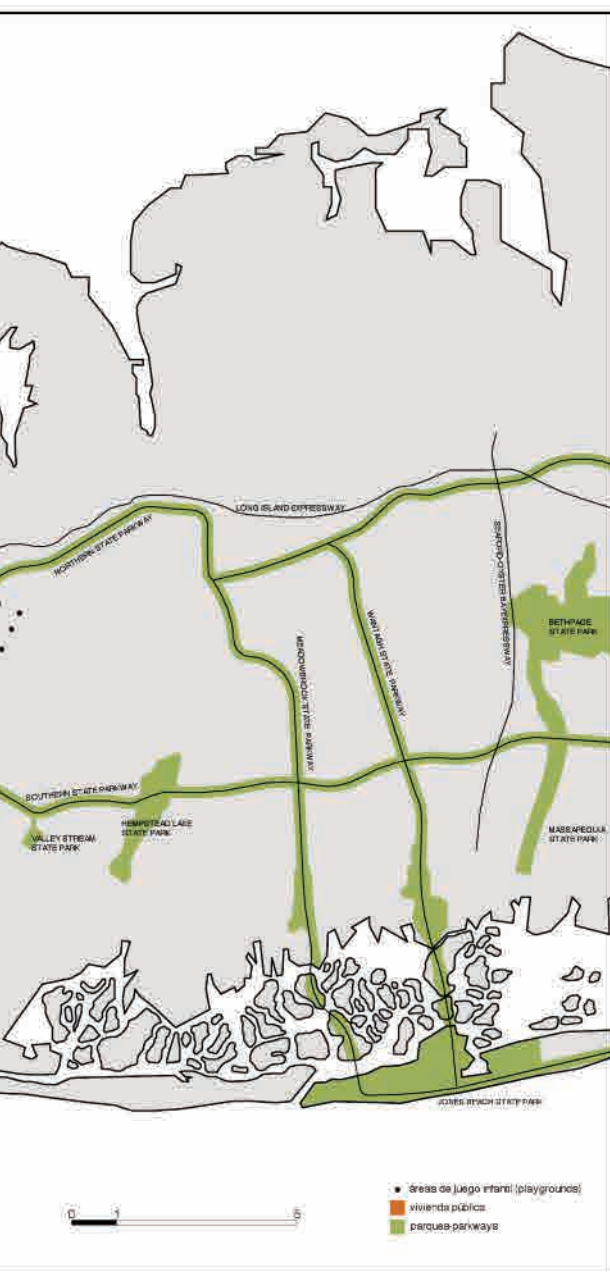 LONG ISLAND EXPRESSWAY
NORTHERN STATE PARKWAY
SEAFORD-OYSTER BAY EXPRESSWAY
WANTAGH STATE PARKWAY
BETHPAGE
STATE PARK
MEADOWBROOK STATE PARKWAY
SOUTHERN STATE PARKWAY
HEMPSTEAD LAKE
STATE PARK
VALLEY STREAM
STATE PARK
MASSAPEQUA
STATE PARK
JONES BEACH STATE PARK
áreas de juego infantil (playgrounds)
vivienda pública
parques-parkways
0 1 5